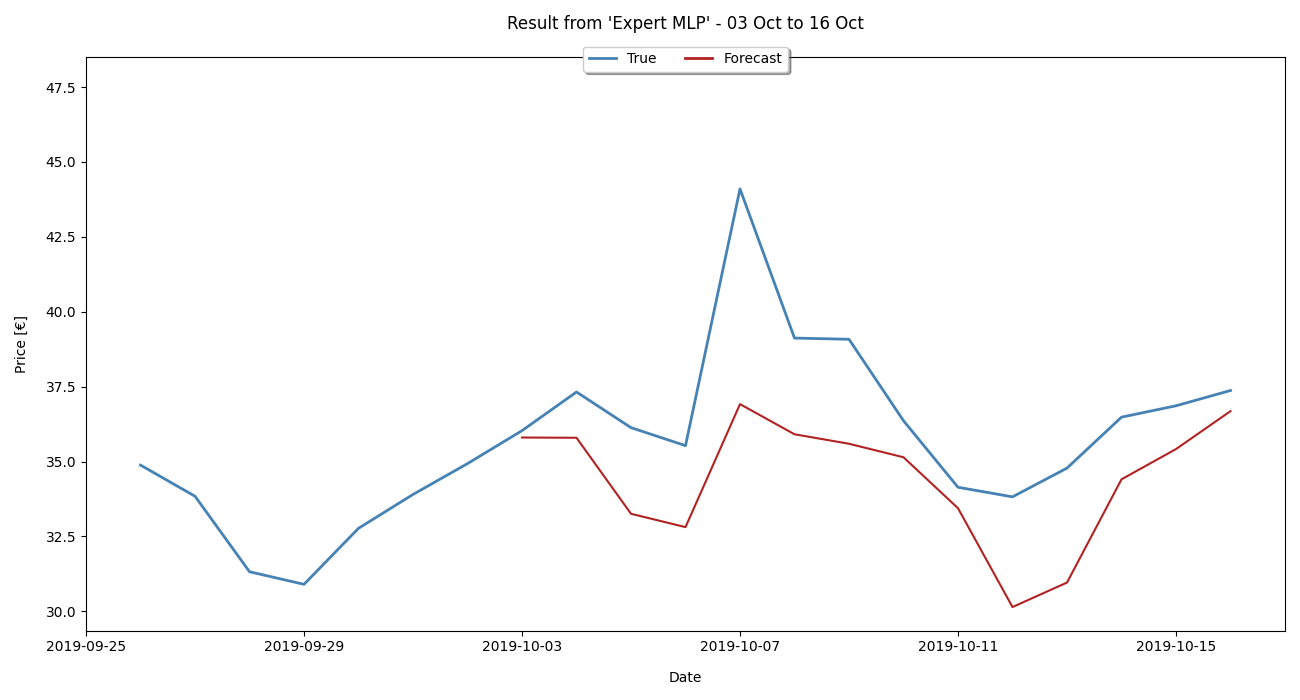 Result from 'Expert MLP' - 03 Oct to 16 Oct
True Forecast
47.5
45.0
42.5
40.0
37.5
35.0
32.5
30.0
Price [€]
2019-09-25 2019-09-29 2019-10-03 2019-10-07 2019-10-11 2019-10-15
Date